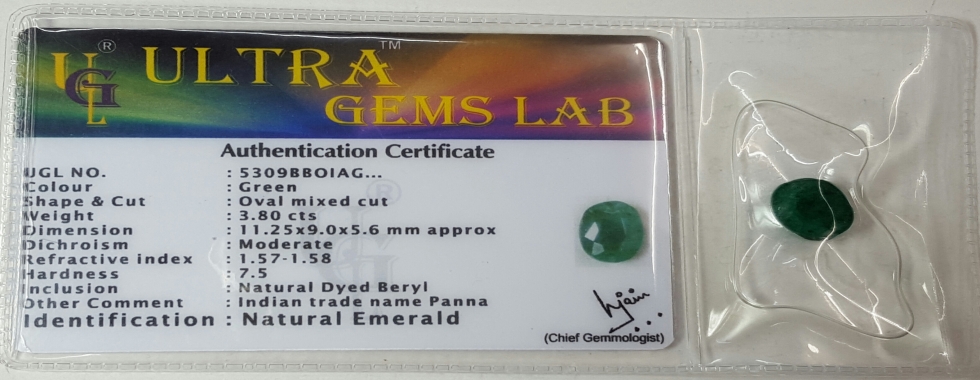 UGL ® ULTRA ™
GEMS LAB
Authentication Certificate
UGL NO. : 5309BBOIAG...
Colour : Green
Shape & Cut : Oval mixed cut
Weight : 3.80 cts
Dimension : 11.25x9.0x5.6 mm approx
Dichroism : Moderate
Refractive index : 1.57-1.58
Hardness : 7.5
Inclusion : Natural Dyed Beryl
Other Comment : Indian trade name Panna
Identification : Natural Emerald
hjain
(Chief Gemmologist)